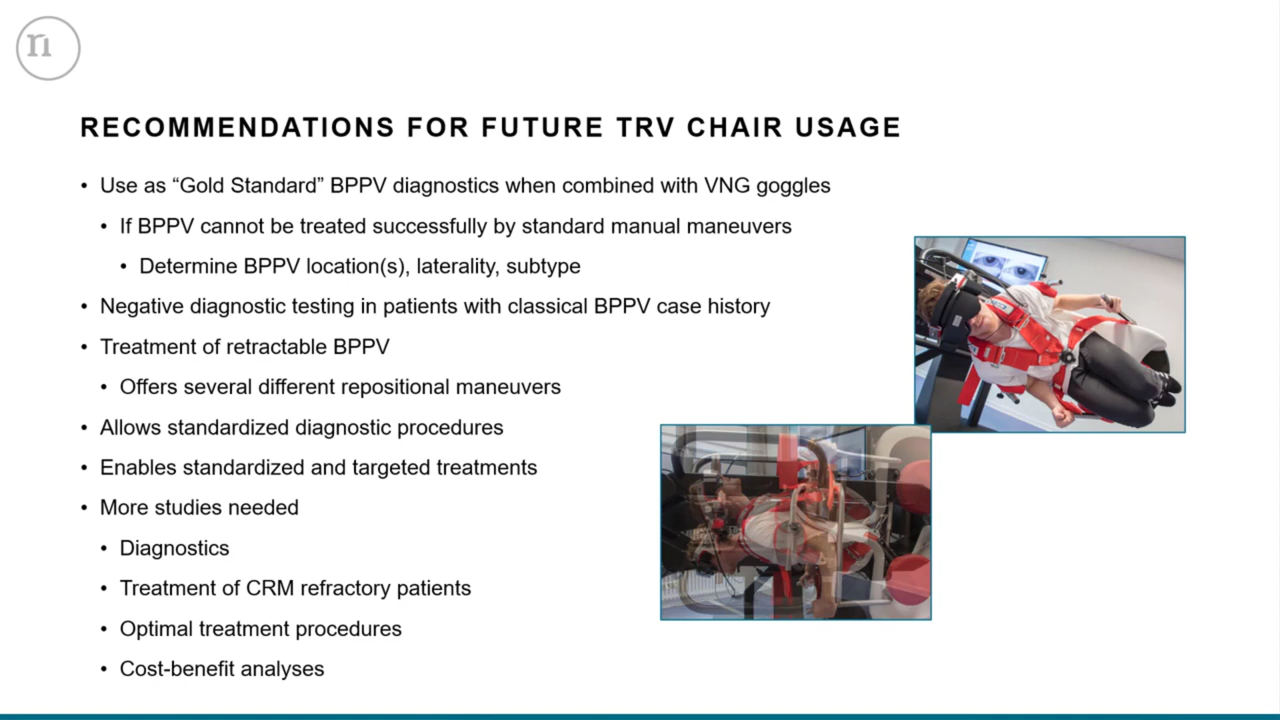 n
RECOMMENDATIONS FOR FUTURE TRV CHAIR USAGE
• Use as “Gold Standard” BPPV diagnostics when combined with VNG goggles
• If BPPV cannot be treated successfully by standard manual maneuvers
• Determine BPPV location(s), laterality, subtype
• Negative diagnostic testing in patients with classical BPPV case history
• Treatment of retractable BPPV
• Offers several different repositional maneuvers
• Allows standardized diagnostic procedures
• Enables standardized and targeted treatments
• More studies needed
• Diagnostics
• Treatment of CRM refractory patients
• Optimal treatment procedures
• Cost-benefit analyses